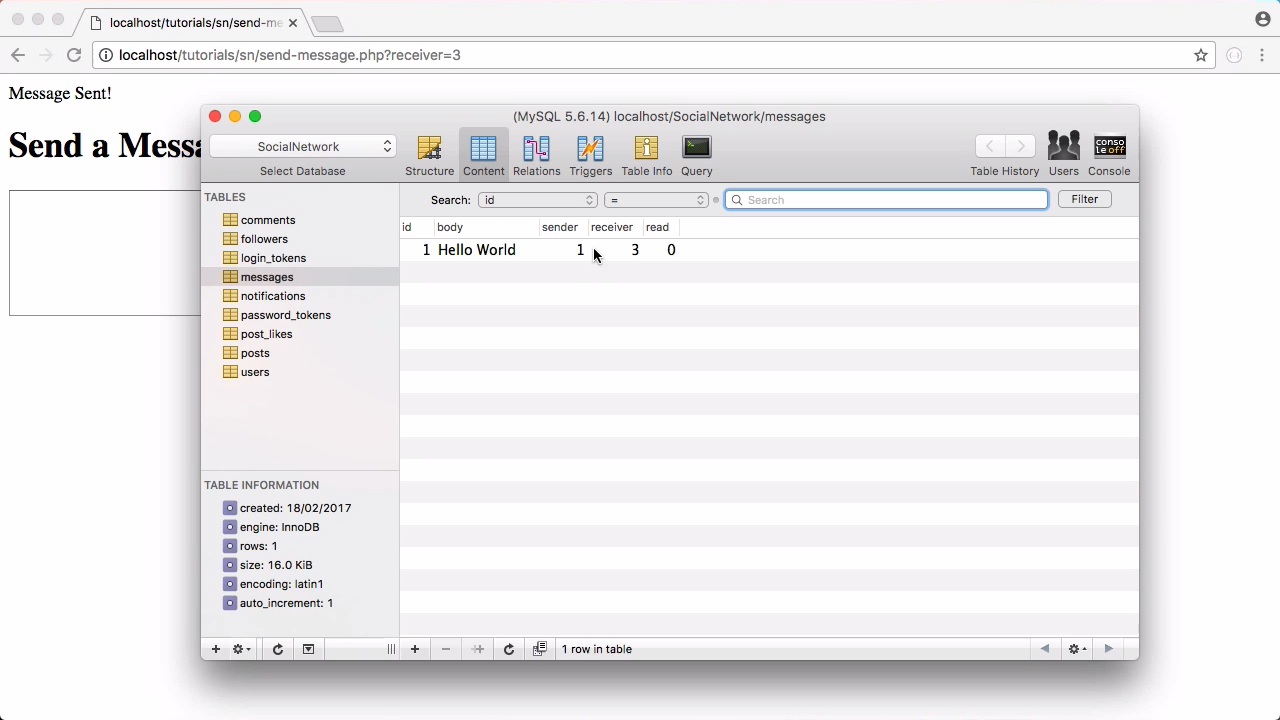 localhost/tutorials/sn/send-me
localhost/tutorials/sn/send-message.php?receiver=3
Message Sent!
Send a Messa
(MySQL 5.6.14) localhost/SocialNetwork/messages
SocialNetwork
Select Database
Structure Content Relations Triggers Table Info Query
console off
Table History Users Console
TABLES
comments
followers
login_tokens
messages
notifications
password_tokens
post_likes
posts
users
Search: id = Search Filter
id body sender receiver read
1 Hello World 1 3 0
TABLE INFORMATION
created: 18/02/2017
engine: InnoDB
rows: 1
size: 16.0 KiB
encoding: latin1
auto_increment: 1
1 row in table